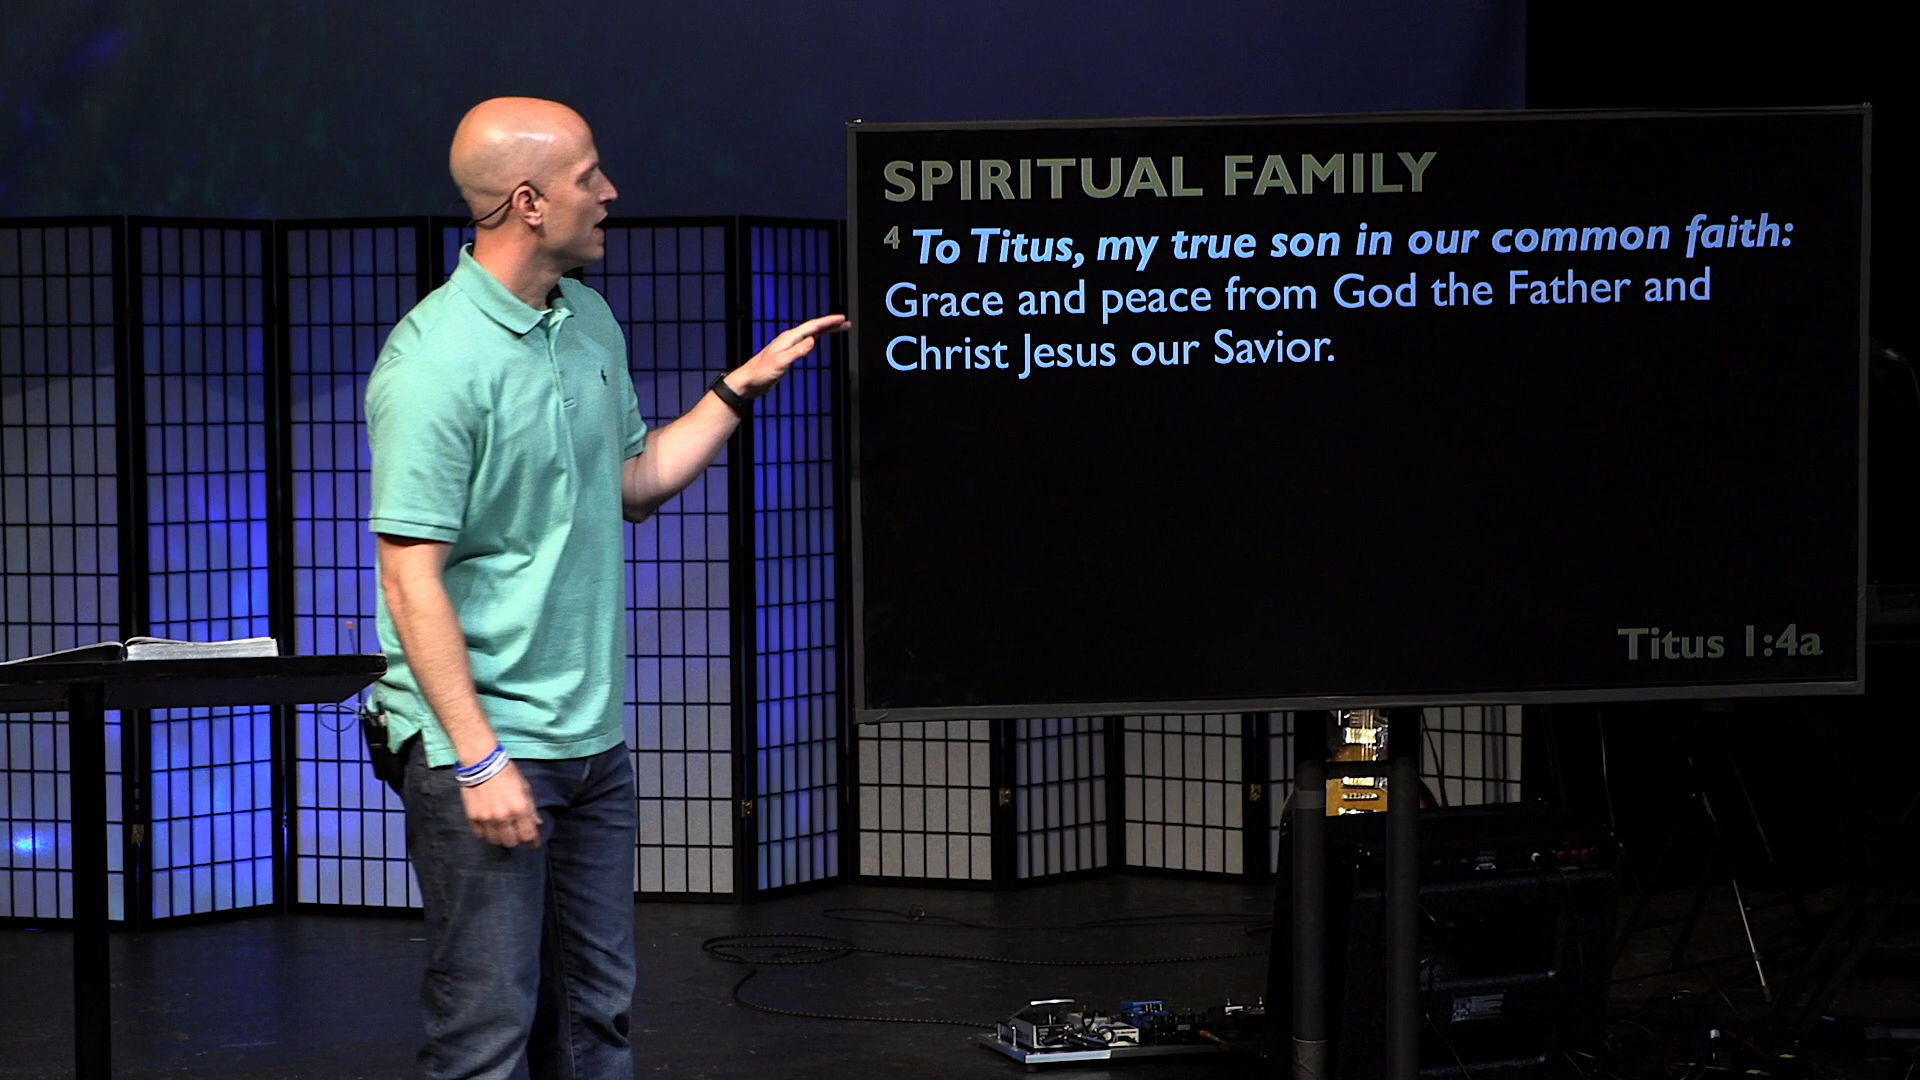 SPIRITUAL FAMILY
4 To Titus, my true son in our common faith:
Grace and peace from God the Father and
Christ Jesus our Savior.
Titus 1:4a